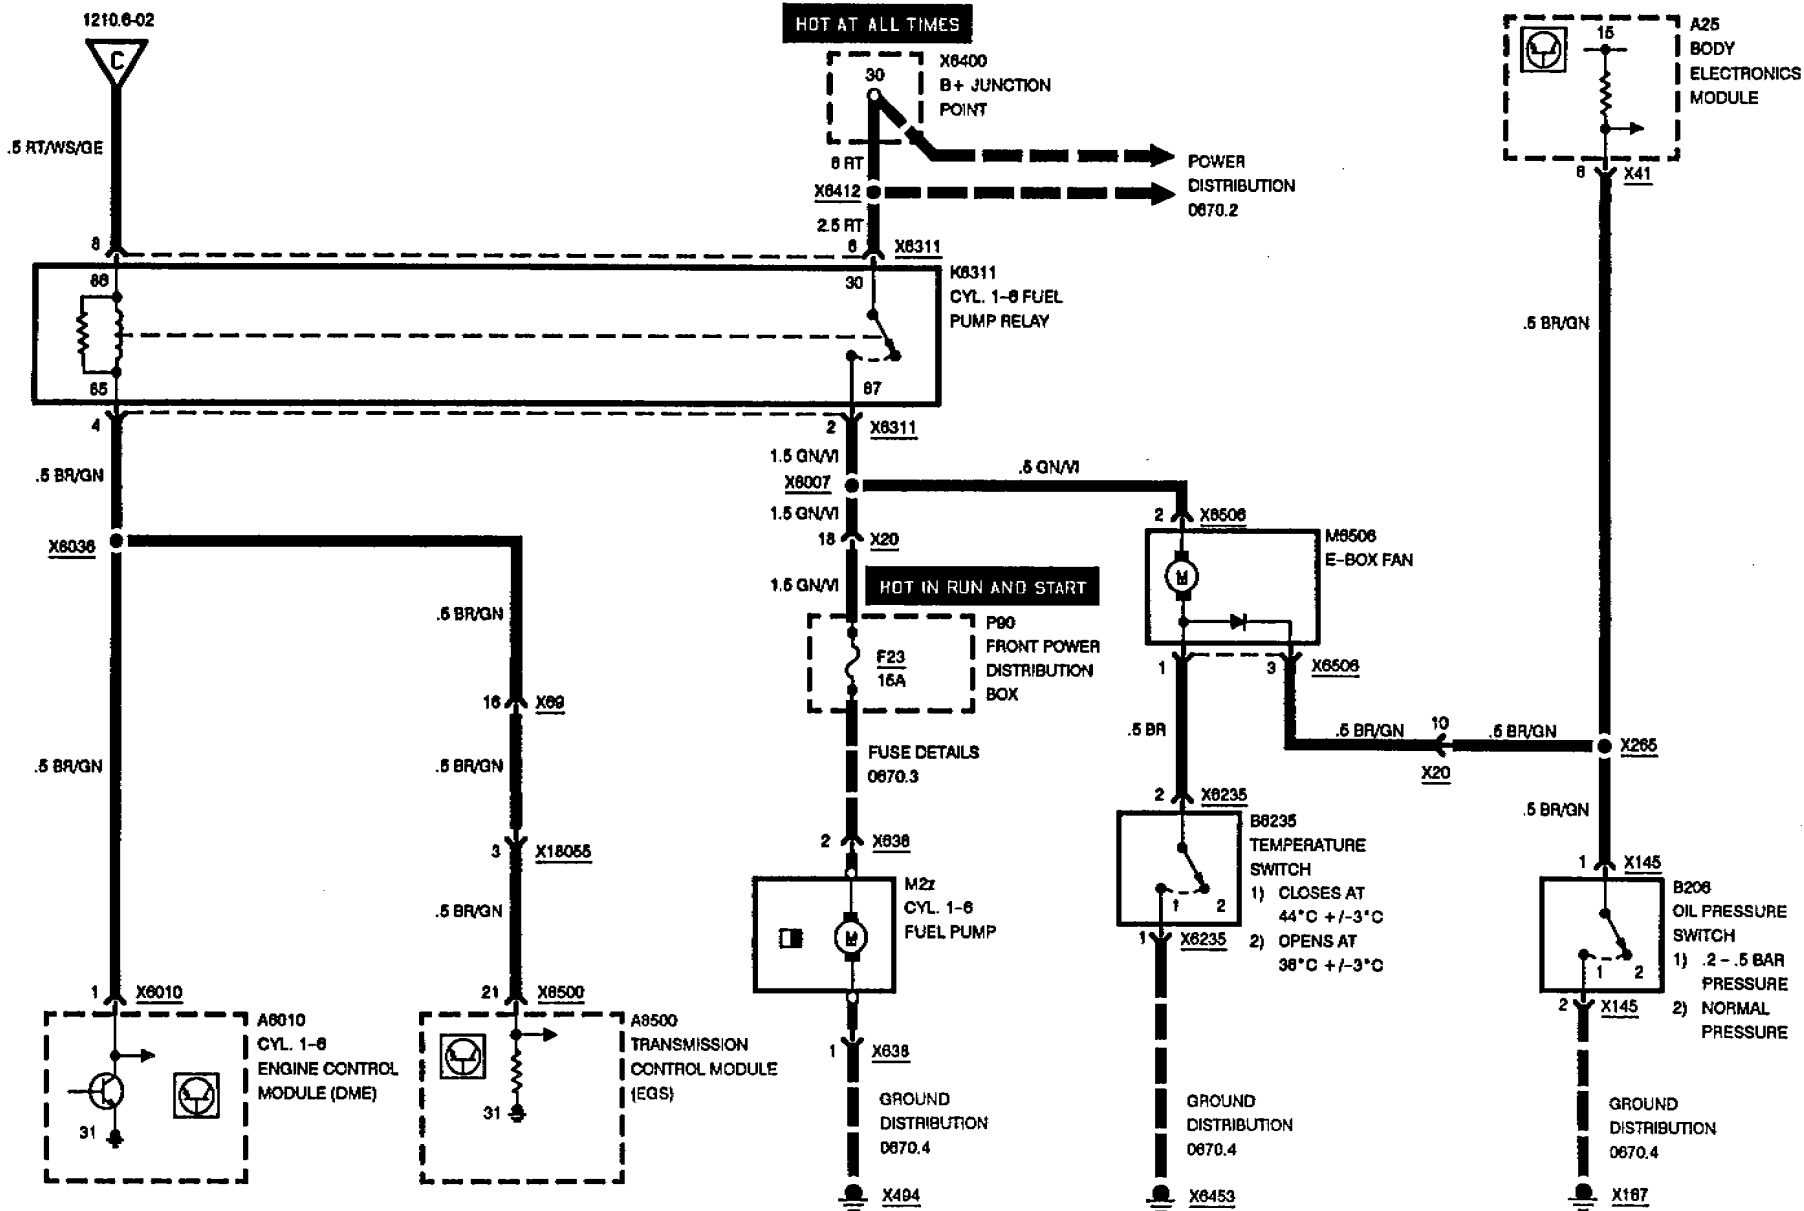 1210.6-02
C
.5 RT/WS/GE
HOT AT ALL TIMES
30
X6400
B+ JUNCTION
POINT
6 RT
X6412
2.5 RT
POWER
DISTRIBUTION
0670.2
15
A25
BODY
ELECTRONICS
MODULE
6
X41
.5 BR/GN
8
6
X6311
86
30
K6311
CYL. 1-6 FUEL
PUMP RELAY
85
87
4
2
X6311
.5 BR/GN
1.5 GN/VI
X6007
.5 GN/VI
1.5 GN/VI
18
X20
1.5 GN/VI
X6036
HOT IN RUN AND START
P90
FRONT POWER
DISTRIBUTION
BOX
F23
15A
2
X6506
M6506
E-BOX FAN
M
1
3
X6506
.5 BR/GN
16
X69
.5 BR/GN
.5 BR/GN
3
X18055
.5 BR/GN
FUSE DETAILS
0670.3
.5 BR
.5 BR/GN
10
X20
.5 BR/GN
X265
.5 BR/GN
2
X638
M2z
CYL. 1-6
FUEL PUMP
M
2
X6235
B6235
TEMPERATURE
SWITCH
1) CLOSES AT
44°C +/-3°C
2) OPENS AT
36°C +/-3°C
1
2
1
X6235
1
X145
B206
OIL PRESSURE
SWITCH
1) .2 - .5 BAR
PRESSURE
2) NORMAL
PRESSURE
1
2
2
X145
1
X6010
21
X6500
A6010
CYL. 1-6
ENGINE CONTROL
MODULE (DME)
31
A6500
TRANSMISSION
CONTROL MODULE
(EGS)
31
1
X638
GROUND
DISTRIBUTION
0670.4
X494
GROUND
DISTRIBUTION
0670.4
X6453
GROUND
DISTRIBUTION
0670.4
X167